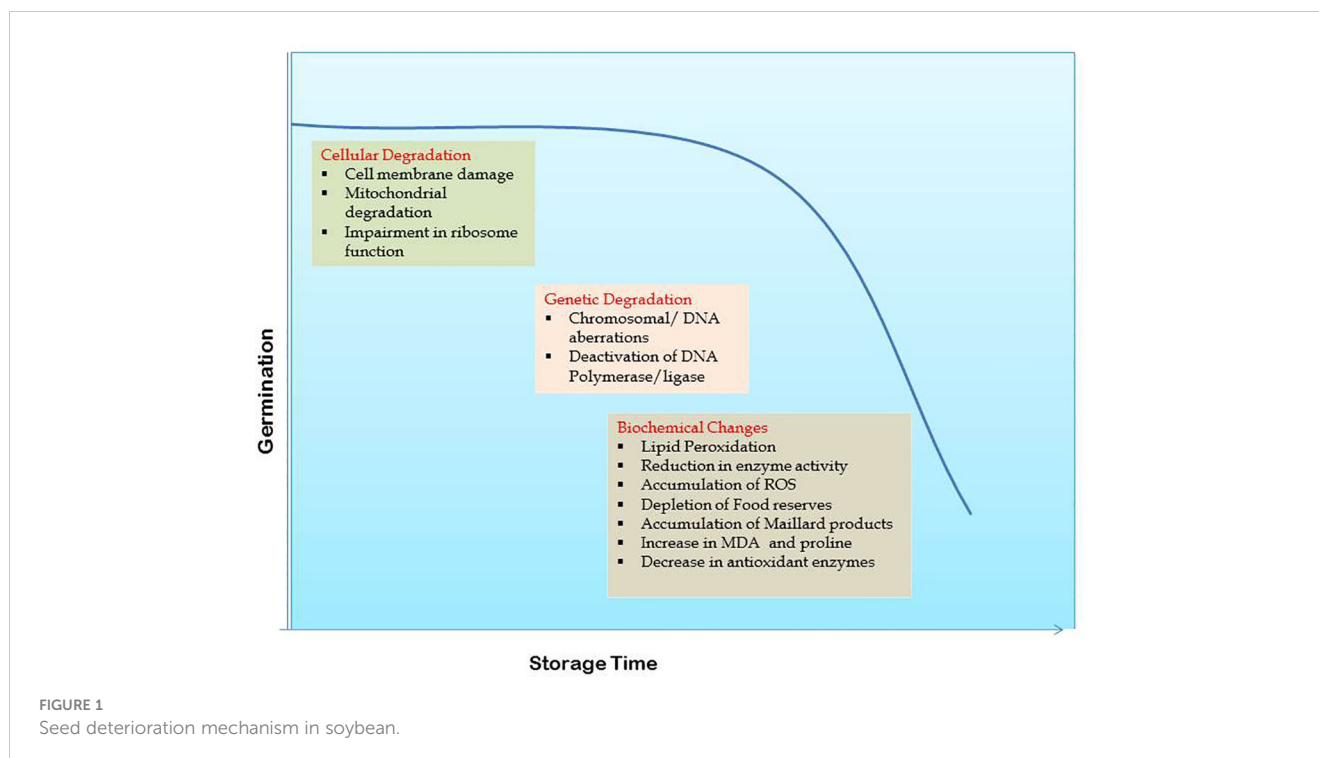 Cellular Degradation
▪ Cell membrane damage
▪ Mitochondrial
degradation
▪ Impairment in ribosome
function
Genetic Degradation
▪ Chromosomal/ DNA
aberrations
▪ Deactivation of DNA
Polymerase/ligase
Biochemical Changes
▪ Lipid Peroxidation
▪ Reduction in enzyme activity
▪ Accumulation of ROS
▪ Depletion of Food reserves
▪ Accumulation of Maillard products
▪ Increase in MDA and proline
▪ Decrease in antioxidant enzymes
Germination
Storage Time
FIGURE 1
Seed deterioration mechanism in soybean.